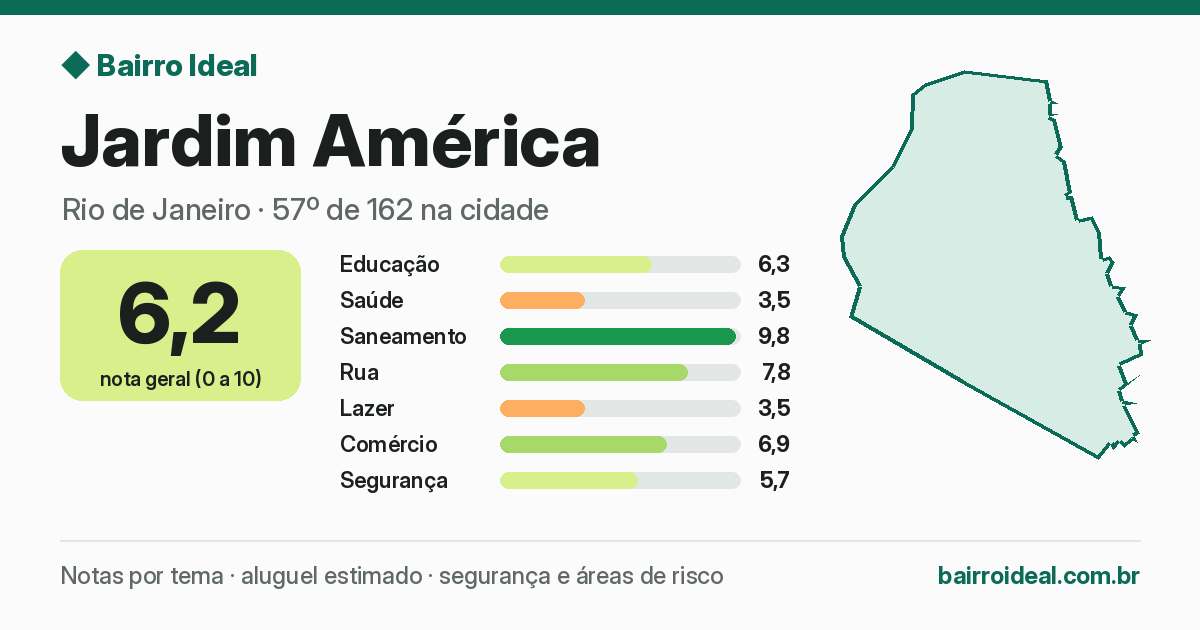 Bairro Ideal
Jardim América
Rio de Janeiro · 57º de 162 na cidade
6,2
nota geral (0 a 10)
Educação 6,3
Saúde 3,5
Saneamento 9,8
Rua 7,8
Lazer 3,5
Comércio 6,9
Segurança 5,7
Notas por tema · aluguel estimado · segurança e áreas de risco
bairroideal.com.br